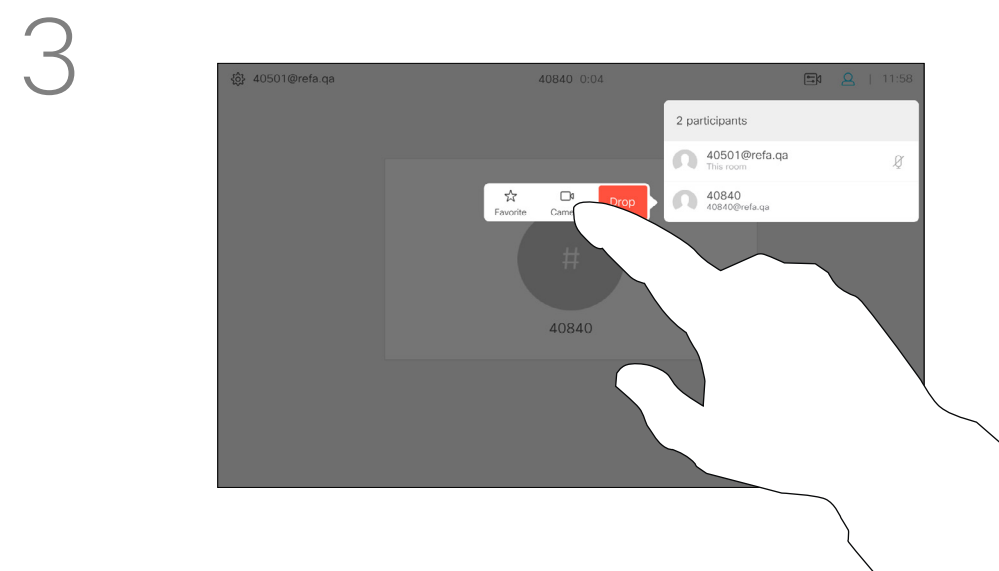 3
40501@refa.qa
40840 0:04
| 11:58
2 participants
40501@refa.qa
This room
40840
40840@refa.qa
Favorite
Drop
#
40840